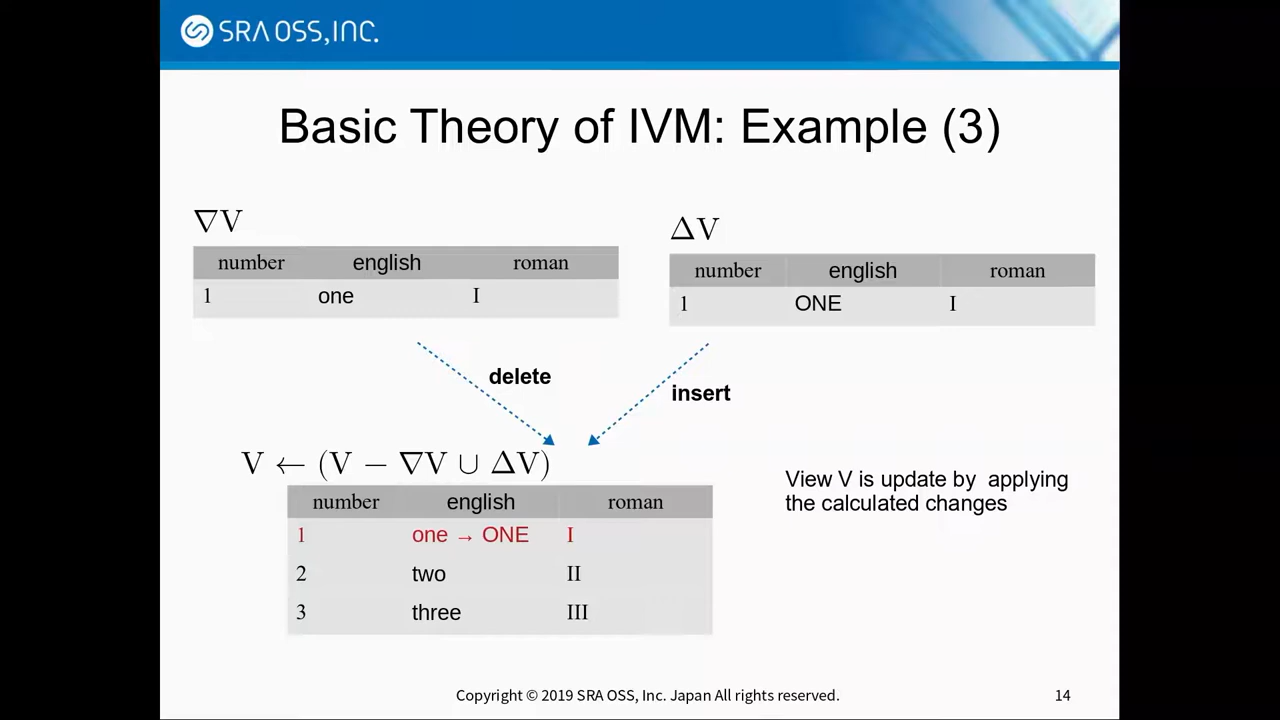 SRA OSS, INC.
Basic Theory of IVM: Example (3)
∇V
number english roman
1 one I
ΔV
number english roman
1 ONE I
delete
insert
V ← (V − ∇V ∪ ΔV)
number english roman
1 one → ONE I
2 two II
3 three III
View V is update by applying
the calculated changes
Copyright © 2019 SRA OSS, Inc. Japan All rights reserved.
14